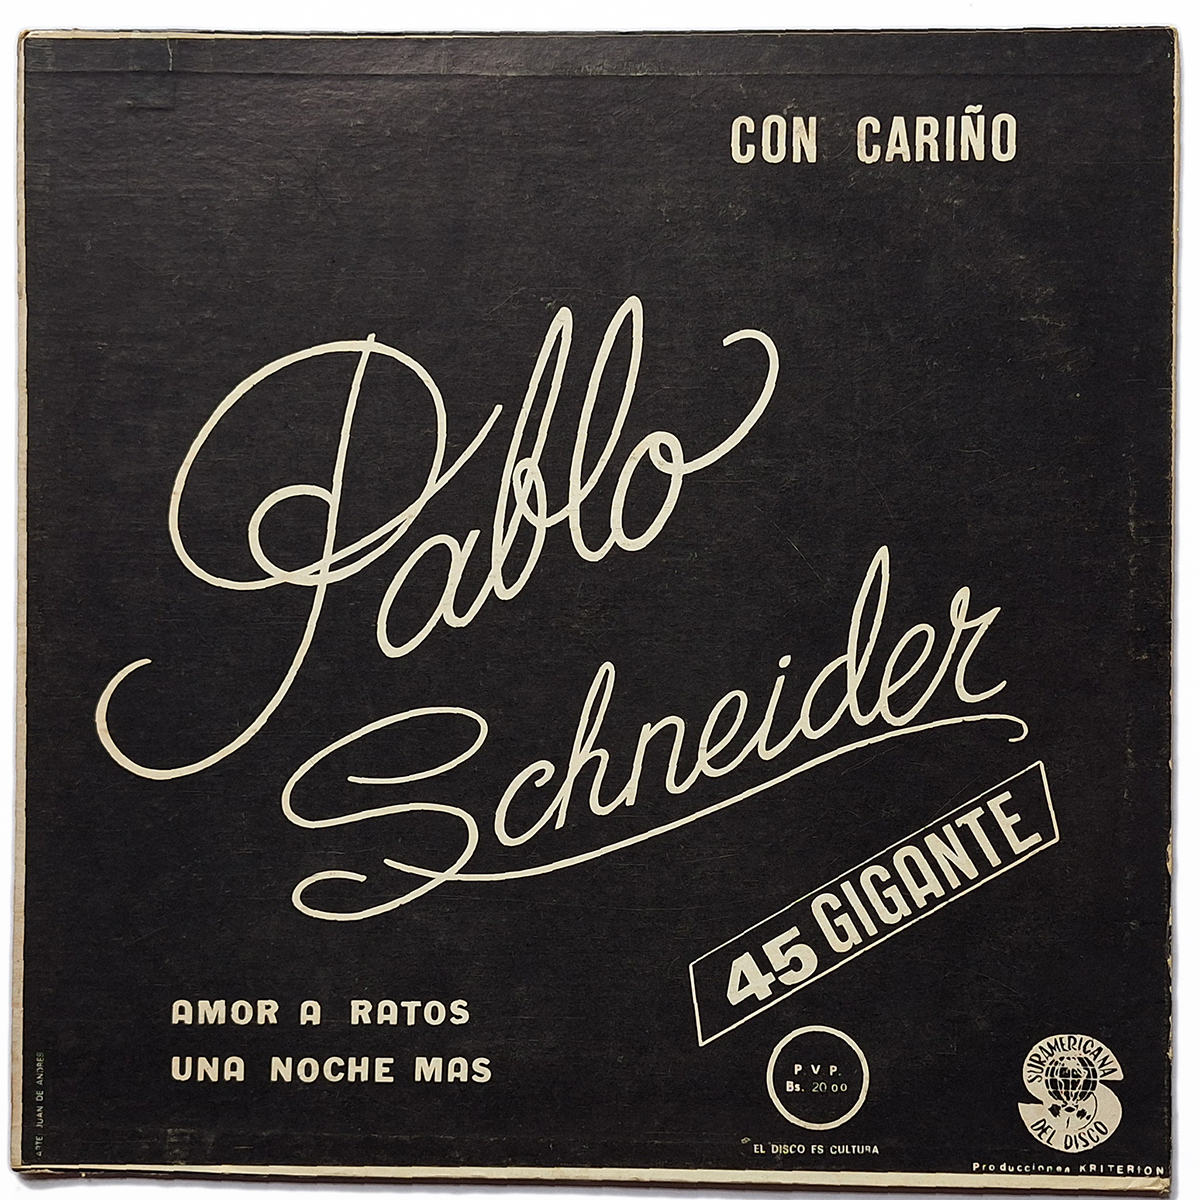 CON CARIÑO
Pablo
Schneider
45 GIGANTE
AMOR A RATOS
UNA NOCHE MAS
P. V. P.
Bs. 20 00
EL DISCO ES CULTURA
SURAMERICANA
DEL DISCO
Producciones KRITERION
ARTE JUAN DE ANDRES